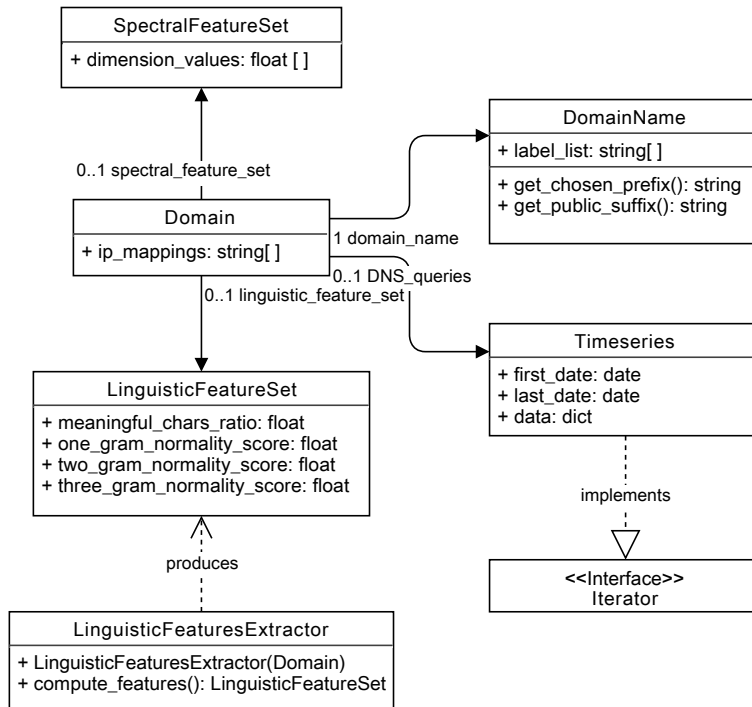 SpectralFeatureSet
+ dimension_values: float [ ]
0..1 spectral_feature_set
Domain
+ ip_mappings: string[ ]
1 domain_name
DomainName
+ label_list: string[ ]
+ get_chosen_prefix(): string
+ get_public_suffix(): string
0..1 DNS_queries
0..1 linguistic_feature_set
Timeseries
+ first_date: date
+ last_date: date
+ data: dict
LinguisticFeatureSet
+ meaningful_chars_ratio: float
+ one_gram_normality_score: float
+ two_gram_normality_score: float
+ three_gram_normality_score: float
implements
<<Interface>>
Iterator
produces
LinguisticFeaturesExtractor
+ LinguisticFeaturesExtractor(Domain)
+ compute_features(): LinguisticFeatureSet